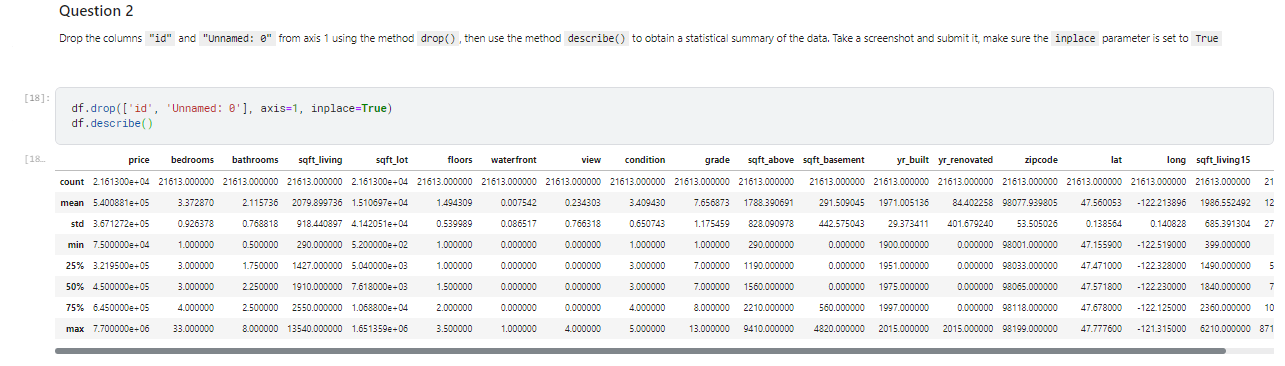 Question 2
Drop the columns "id" and "Unnamed: 0" from axis 1 using the method drop() , then use the method describe() to obtain a statistical summary of the data. Take a screenshot and submit it, make sure the inplace parameter is set to True
[18]:
df.drop(['id', 'Unnamed: 0'], axis=1, inplace=True)
df.describe()
[18...
price bedrooms bathrooms sqft_living sqft_lot floors waterfront view condition grade sqft_above sqft_basement yr_built yr_renovated zipcode lat long sqft_living15
count 2.161300e+04 21613.000000 21613.000000 21613.000000 2.161300e+04 21613.000000 21613.000000 21613.000000 21613.000000 21613.000000 21613.000000 21613.000000 21613.000000 21613.000000 21613.000000 21613.000000 21613.000000 21613.000000 21
mean 5.400881e+05 3.372870 2.115736 2079.899736 1.510697e+04 1.494309 0.007542 0.234303 3.409430 7.656873 1788.390691 291.509045 1971.005136 84.402258 98077.939805 47.560053 -122.213896 1986.552492 12
std 3.671272e+05 0.926378 0.768818 918.440897 4.142051e+04 0.539989 0.086517 0.766318 0.650743 1.175459 828.090978 442.575043 29.373411 401.679240 53.505026 0.138564 0.140828 685.391304 27
min 7.500000e+04 1.000000 0.500000 290.000000 5.200000e+02 1.000000 0.000000 0.000000 1.000000 1.000000 290.000000 0.000000 1900.000000 0.000000 98001.000000 47.155900 -122.519000 399.000000
25% 3.219500e+05 3.000000 1.750000 1427.000000 5.040000e+03 1.000000 0.000000 0.000000 3.000000 7.000000 1190.000000 0.000000 1951.000000 0.000000 98033.000000 47.471000 -122.328000 1490.000000 5
50% 4.500000e+05 3.000000 2.250000 1910.000000 7.618000e+03 1.500000 0.000000 0.000000 3.000000 7.000000 1560.000000 0.000000 1975.000000 0.000000 98065.000000 47.571800 -122.230000 1840.000000 7
75% 6.450000e+05 4.000000 2.500000 2550.000000 1.068800e+04 2.000000 0.000000 0.000000 4.000000 8.000000 2210.000000 560.000000 1997.000000 0.000000 98118.000000 47.678000 -122.125000 2360.000000 10
max 7.700000e+06 33.000000 8.000000 13540.000000 1.651359e+06 3.500000 1.000000 4.000000 5.000000 13.000000 9410.000000 4820.000000 2015.000000 2015.000000 98199.000000 47.777600 -121.315000 6210.000000 871